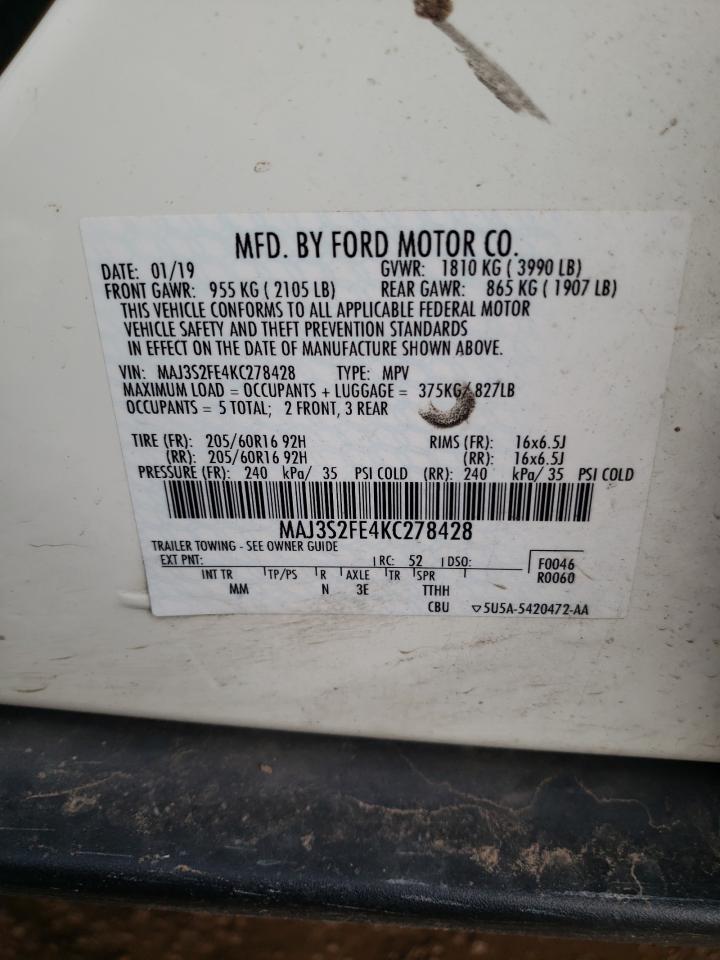 MFD. BY FORD MOTOR CO.
DATE: 01/19 GVWR: 1810 KG ( 3990 LB)
FRONT GAWR: 955 KG ( 2105 LB) REAR GAWR: 865 KG ( 1907 LB)
THIS VEHICLE CONFORMS TO ALL APPLICABLE FEDERAL MOTOR
VEHICLE SAFETY AND THEFT PREVENTION STANDARDS
IN EFFECT ON THE DATE OF MANUFACTURE SHOWN ABOVE.
VIN: MAJ3S2FE4KC278428 TYPE: MPV
MAXIMUM LOAD = OCCUPANTS + LUGGAGE = 375KG/ 827LB
OCCUPANTS = 5 TOTAL; 2 FRONT, 3 REAR
TIRE (FR): 205/60R16 92H RIMS (FR): 16x6.5J
(RR): 205/60R16 92H (RR): 16x6.5J
PRESSURE (FR): 240 kPa/ 35 PSI COLD (RR): 240 kPa/ 35 PSI COLD
MAJ3S2FE4KC278428
TRAILER TOWING - SEE OWNER GUIDE
EXT PNT: RC: 52 DSO: F0046
INT TR TP/PS R AXLE TR SPR R0060
MM N 3E TTHH
CBU ▽5U5A-5420472-AA